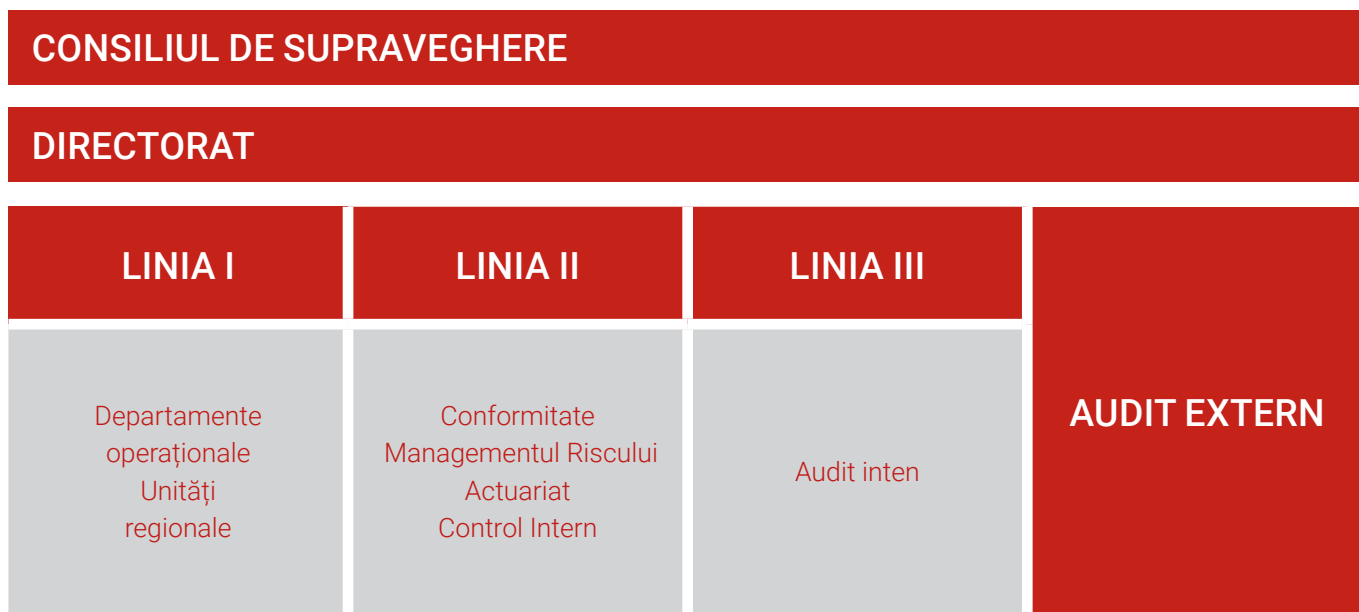 CONSILIUL DE SUPRAVEGHERE
DIRECTORAT
LINIA I
Departamente
operaționale
Unități
regionale
LINIA II
Conformitate
Managementul Riscului
Actuariat
Control Intern
LINIA III
Audit inten
AUDIT EXTERN